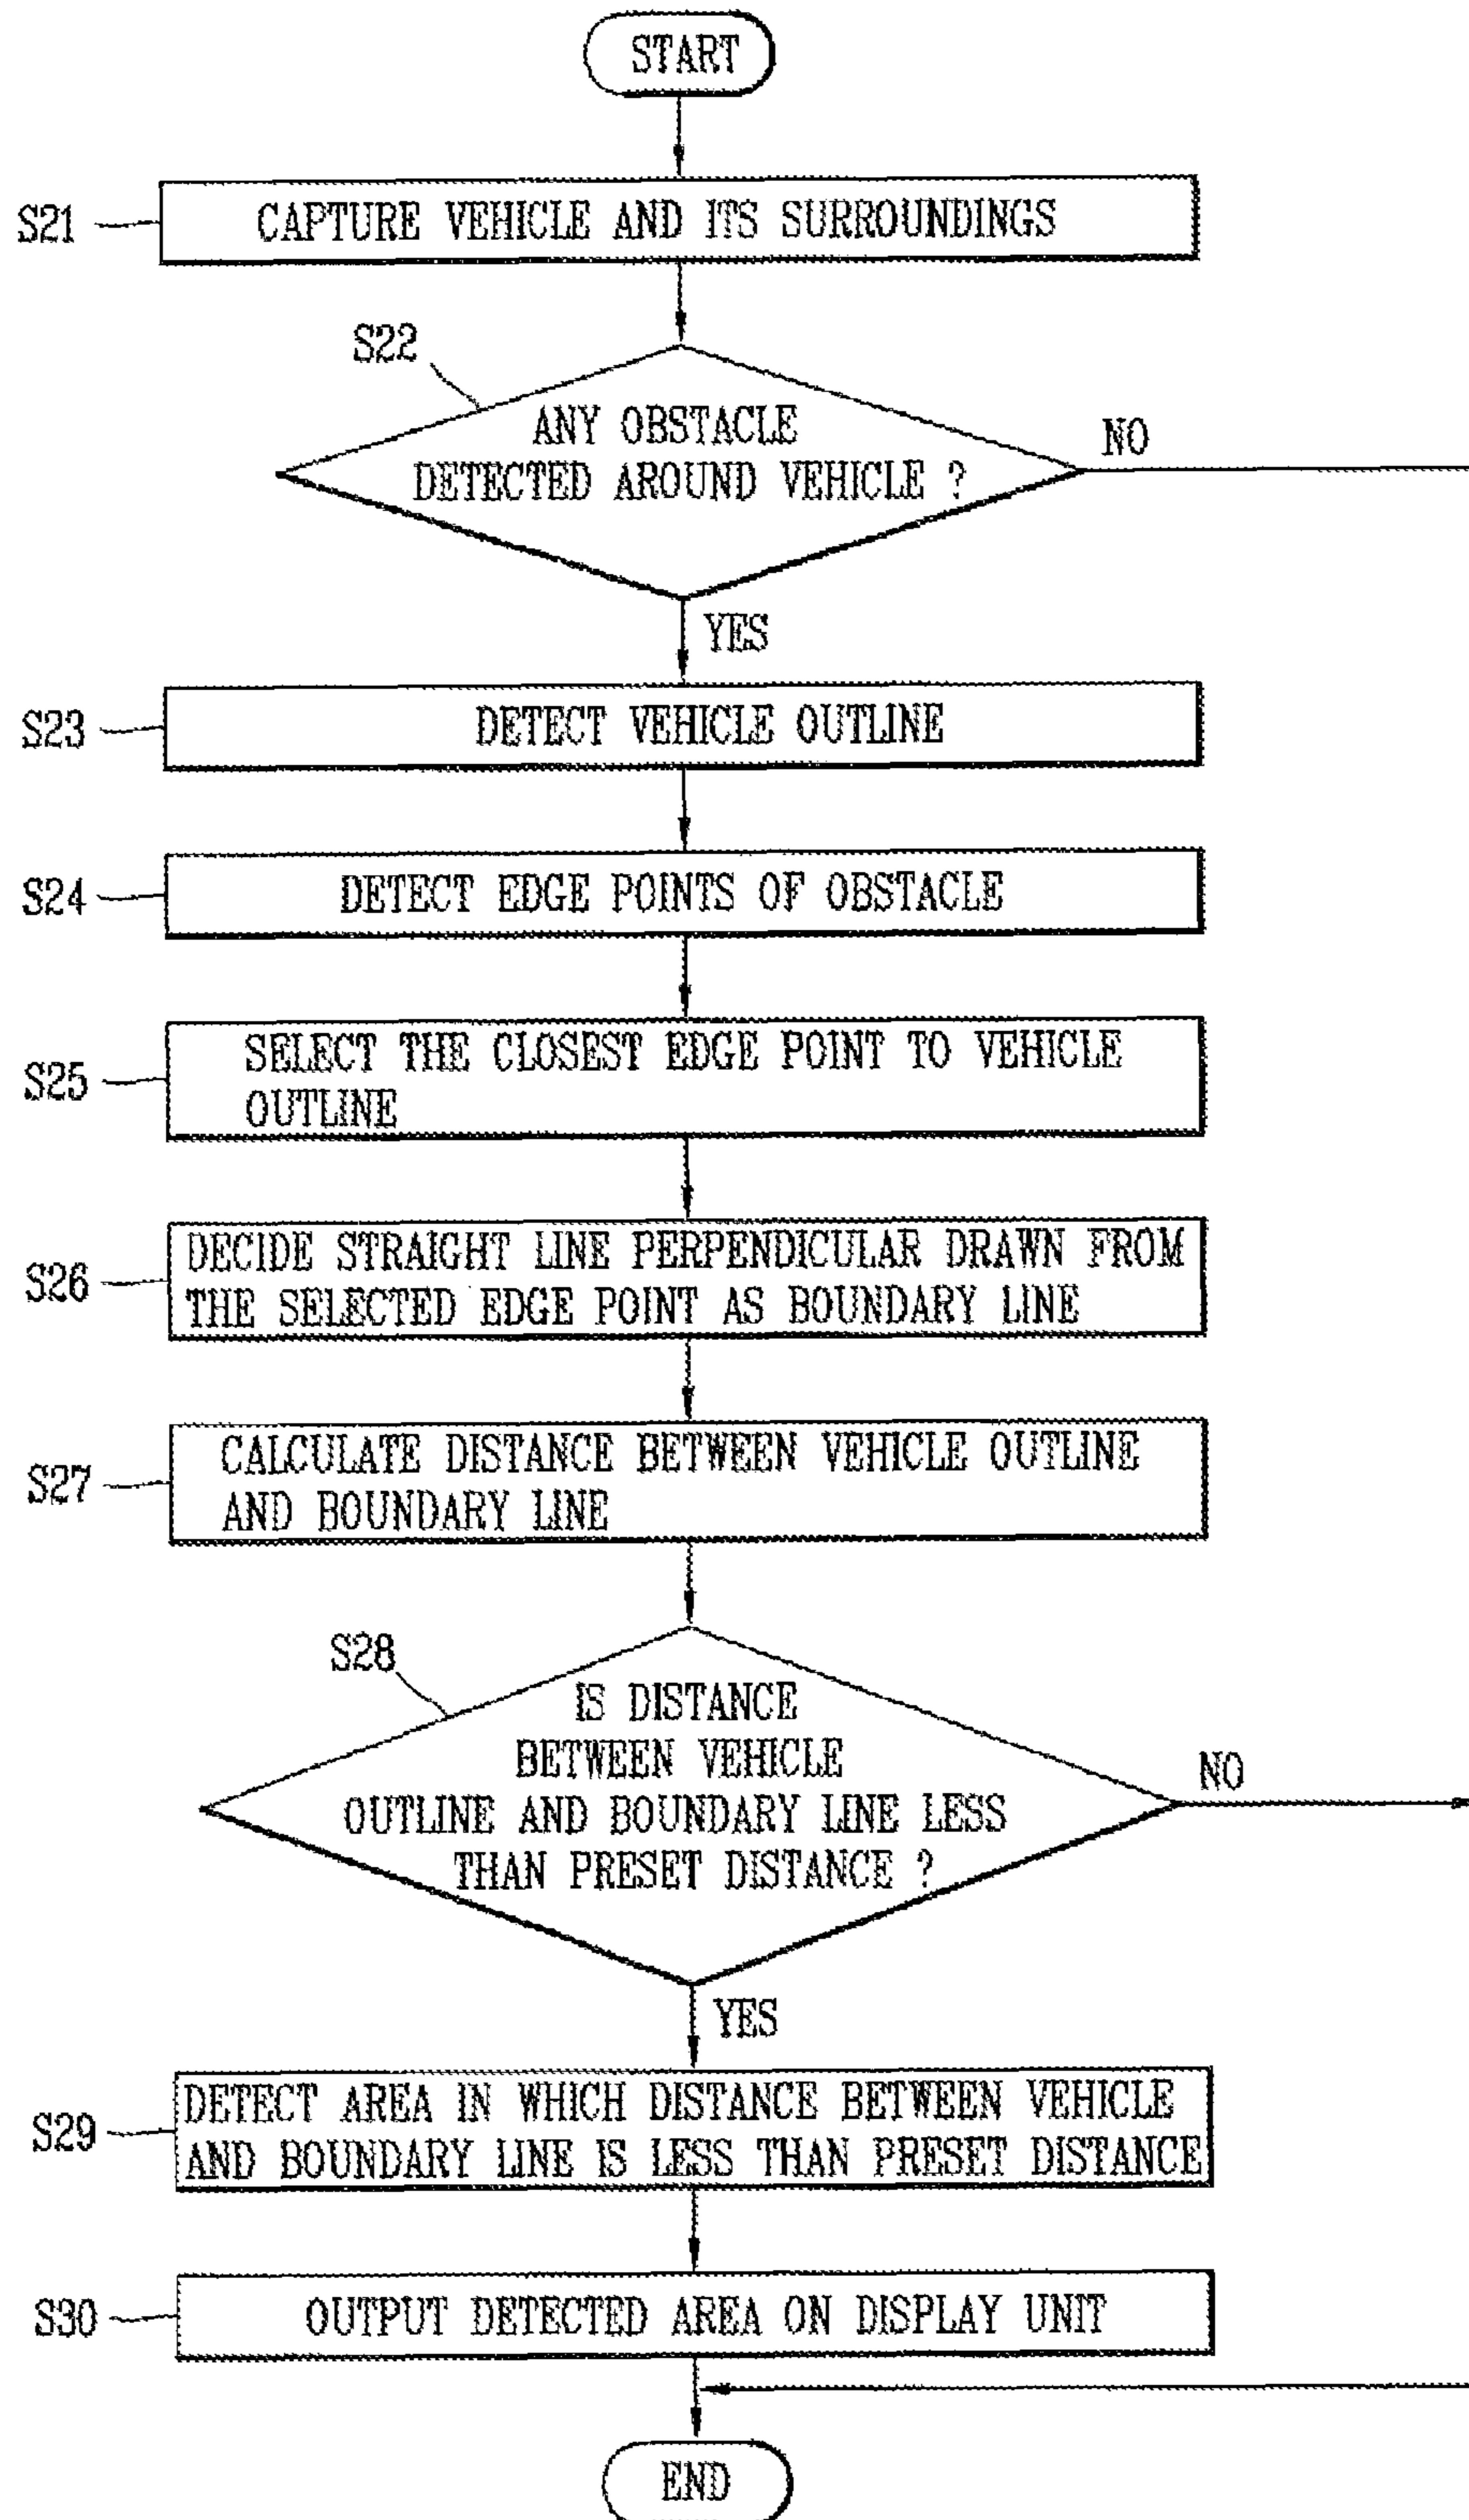 START
S21
CAPTURE VEHICLE AND ITS SURROUNDINGS
S22
ANY OBSTACLE
DETECTED AROUND VEHICLE ?
NO
YES
S23
DETECT VEHICLE OUTLINE
S24
DETECT EDGE POINTS OF OBSTACLE
S25
SELECT THE CLOSEST EDGE POINT TO VEHICLE
OUTLINE
S26
DECIDE STRAIGHT LINE PERPENDICULAR DRAWN FROM
THE SELECTED EDGE POINT AS BOUNDARY LINE
S27
CALCULATE DISTANCE BETWEEN VEHICLE OUTLINE
AND BOUNDARY LINE
S28
IS DISTANCE
BETWEEN VEHICLE
OUTLINE AND BOUNDARY LINE LESS
THAN PRESET DISTANCE ?
NO
YES
S29
DETECT AREA IN WHICH DISTANCE BETWEEN VEHICLE
AND BOUNDARY LINE IS LESS THAN PRESET DISTANCE
S30
OUTPUT DETECTED AREA ON DISPLAY UNIT
END